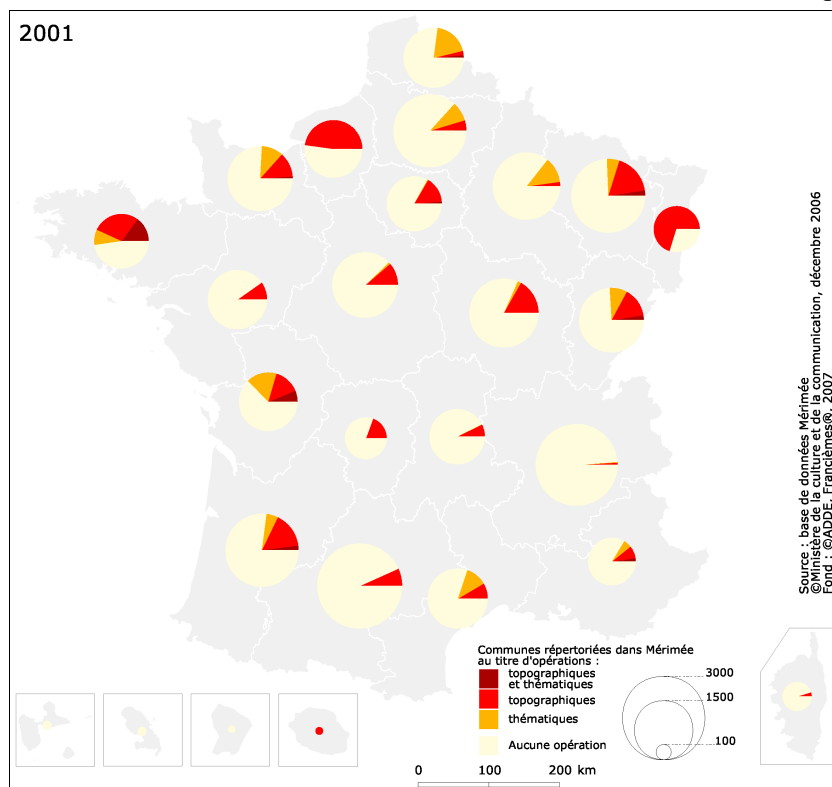 2001
Communes répertoriées dans Mérimée
au titre d'opérations :
topographiques
et thématiques
topographiques
thématiques
Aucune opération
3000
1500
100
0 100 200 km
Source : base de données Mérimée
©Ministère de la culture et de la communication, décembre 2006
Fond : ©ADDE, Francièmes®, 2007